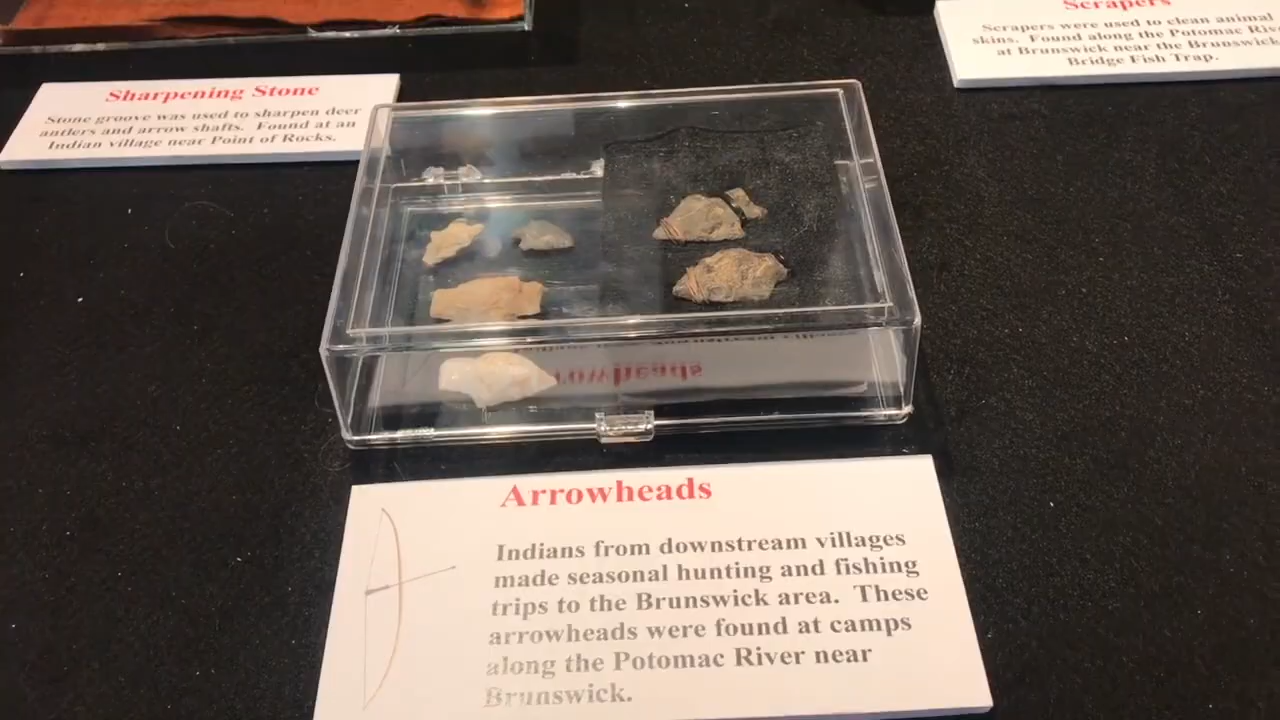 Scrapers
Scrapers were used to clean animal
skins. Found along the Potomac
at Brunswick near the Brunswick
Bridge Fish Trap.
Sharpening Stone
Stone groove was used to sharpen deer
antlers and arrow shafts. Found at an
Indian village near Point of Rocks.
Arrowheads
Indians from downstream villages
made seasonal hunting and fishing
trips to the Brunswick area. These
arrowheads were found at camps
along the Potomac River near
Brunswick.